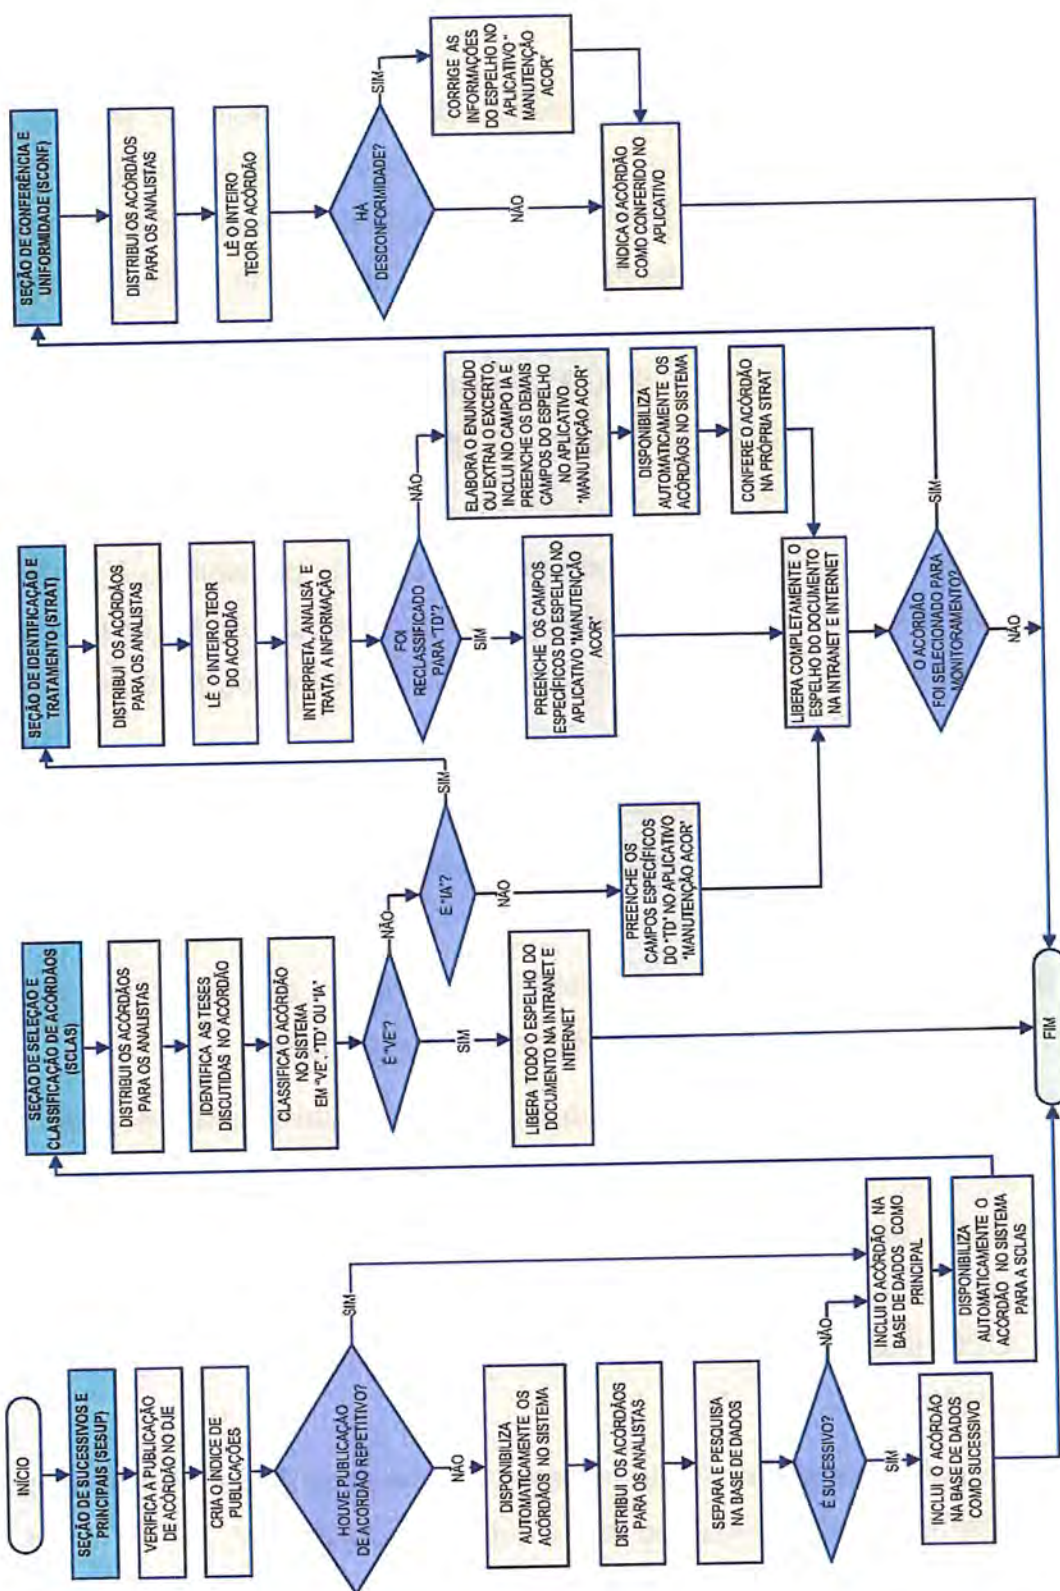 INÍCIO
SEÇÃO DE SUCESSIVOS E
PRINCIPAIS (SESUP)
VERIFICA A PUBLICAÇÃO
DE ACÓRDÃO NO DJE
CRIA O ÍNDICE DE
PUBLICAÇÕES
HOUVE PUBLICAÇÃO
DE ACÓRDÃO REPETITIVO?
SIM
NÃO
DISPONIBILIZA
AUTOMATICAMENTE OS
ACÓRDÃOS NO SISTEMA
DISTRIBUI OS ACÓRDÃOS
PARA OS ANALISTAS
SEPARA E PESQUISA
NA BASE DE DADOS
É SUCESSIVO?
NÃO
SIM
INCLUI O ACÓRDÃO
NA BASE DE DADOS
COMO SUCESSIVO
INCLUI O ACÓRDÃO NA
BASE DE DADOS COMO
PRINCIPAL
DISPONIBILIZA
AUTOMATICAMENTE O
ACÓRDÃO NO SISTEMA
PARA A SCLAS
SEÇÃO DE SELEÇÃO E
CLASSIFICAÇÃO DE ACÓRDÃOS
(SCLAS)
DISTRIBUI OS ACÓRDÃOS
PARA OS ANALISTAS
IDENTIFICA AS TESES
DISCUTIDAS NO ACÓRDÃO
CLASSIFICA O ACÓRDÃO
NO SISTEMA
EM "VE", "TD" OU "IA"
É "VE"?
NÃO
SIM
LIBERA TODO O ESPELHO DO
DOCUMENTO NA INTRANET E
INTERNET
É "IA"?
SIM
NÃO
PREENCHE OS
CAMPOS ESPECÍFICOS
DO "TD" NO APLICATIVO
"MANUTENÇÃO ACOR"
SEÇÃO DE IDENTIFICAÇÃO E
TRATAMENTO (STRAT)
DISTRIBUI OS ACÓRDÃOS
PARA OS ANALISTAS
LÊ O INTEIRO TEOR
DO ACÓRDÃO
INTERPRETA, ANALISA E
TRATA A INFORMAÇÃO
FOI
RECLASSIFICADO
PARA "TD"?
NÃO
SIM
PREENCHE OS CAMPOS
ESPECÍFICOS DO ESPELHO NO
APLICATIVO "MANUTENÇÃO
ACOR"
ELABORA O ENUNCIADO
OU EXTRAI O EXCERTO,
INCLUI NO CAMPO IA E
PREENCHE OS DEMAIS
CAMPOS DO ESPELHO
NO APLICATIVO
"MANUTENÇÃO ACOR"
DISPONIBILIZA
AUTOMATICAMENTE OS
ACÓRDÃOS NO SISTEMA
CONFERE O ACÓRDÃO
NA PRÓPRIA STRAT
LIBERA COMPLETAMENTE O
ESPELHO DO DOCUMENTO
NA INTRANET E INTERNET
O ACÓRDÃO
FOI SELECIONADO PARA
MONITORAMENTO?
SIM
NÃO
SEÇÃO DE CONFERÊNCIA E
UNIFORMIDADE (SCONF)
DISTRIBUI OS ACÓRDÃOS
PARA OS ANALISTAS
LÊ O INTEIRO
TEOR DO ACÓRDÃO
HÁ
DESCONFORMIDADE?
SIM
NÃO
CORRIGE AS
INFORMAÇÕES
DO ESPELHO NO
APLICATIVO "
MANUTENÇÃO
ACOR"
INDICA O ACÓRDÃO
COMO CONFERIDO NO
APLICATIVO
FIM